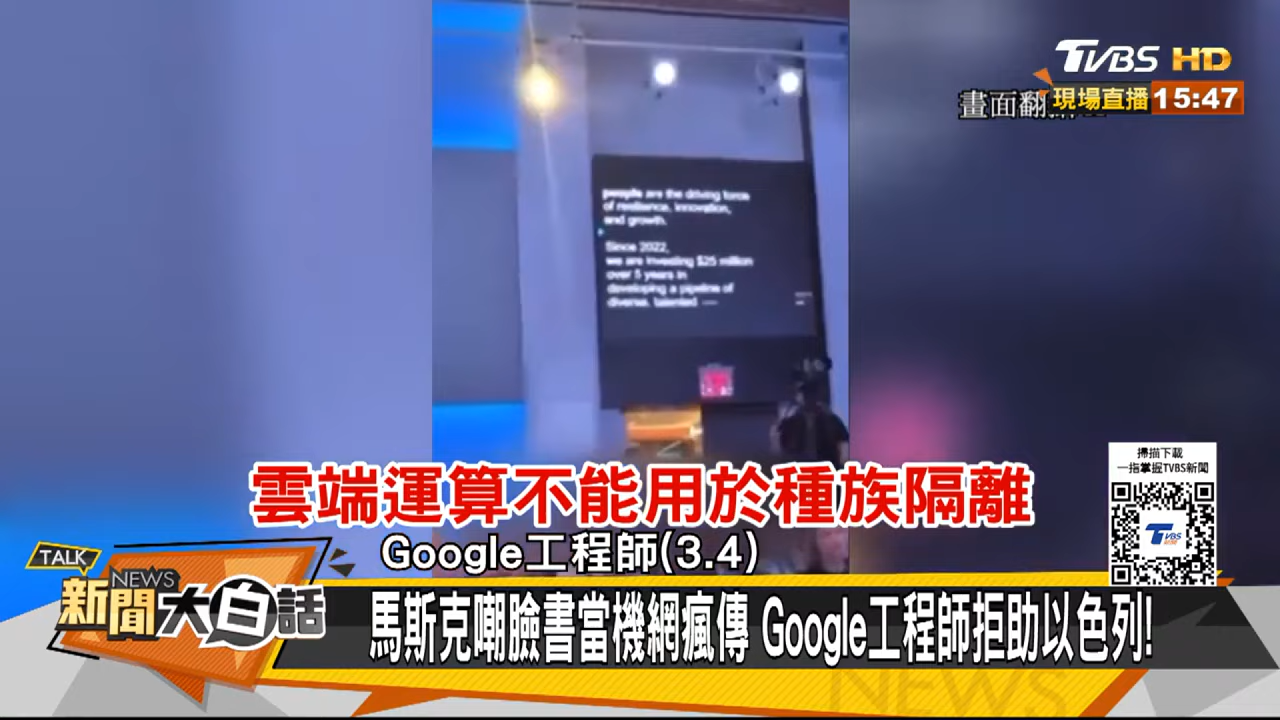 TVBS HD
畫面翻
現場直播 15:47
people are the driving force
of resilience, innovation,
and growth.
Since 2022,
we are investing $25 million
over 5 years in
developing a pipeline of
diverse, talented
掃描下載
一指掌握TVBS新聞
TVBS
雲端運算不能用於種族隔離
Google工程師(3.4)
TALK
NEWS
新聞大白話
馬斯克嘲臉書當機網瘋傳 Google工程師拒助以色列!
NEWS